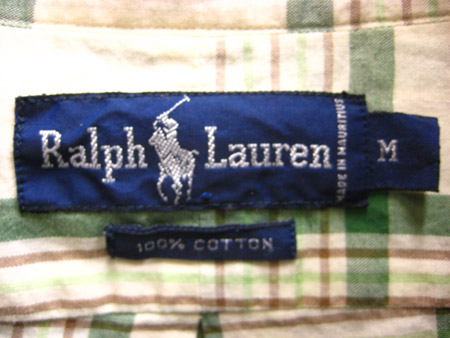 Ralph Lauren
MADE IN MAURITIUS
M
100% COTTON